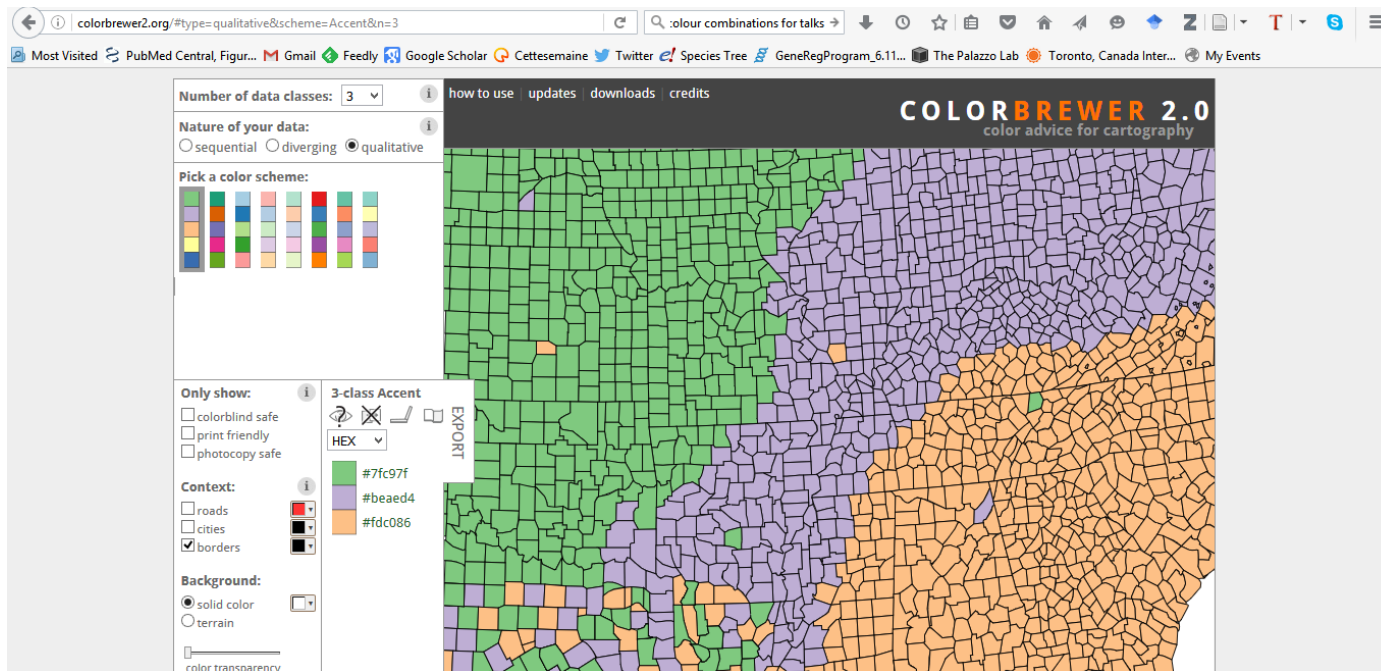 colorbrewer2.org/#type=qualitative&scheme=Accent&n=3
:olour combinations for talks
Most Visited PubMed Central, Figur... Gmail Feedly Google Scholar Cettesemaine Twitter Species Tree GeneRegProgram_6.11... The Palazzo Lab Toronto, Canada Inter... My Events
Number of data classes: 3
how to use | updates | downloads | credits
COLORBREWER 2.0
color advice for cartography
Nature of your data:
sequential diverging qualitative
Pick a color scheme:
Only show:
colorblind safe
print friendly
photocopy safe
Context:
roads
cities
borders
Background:
solid color
terrain
color transparency
3-class Accent
EXPORT
HEX
#7fc97f
#beaed4
#fdc086